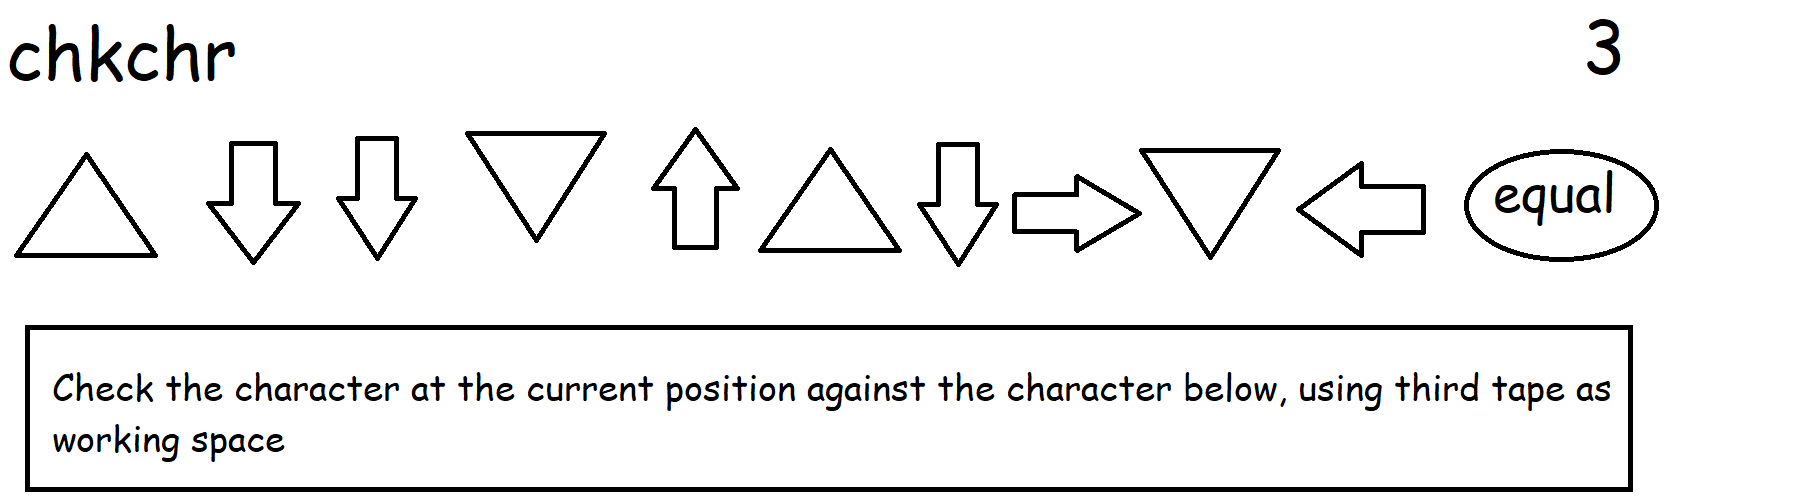 chkchr 3
equal
Check the character at the current position against the character below, using third tape as
working space